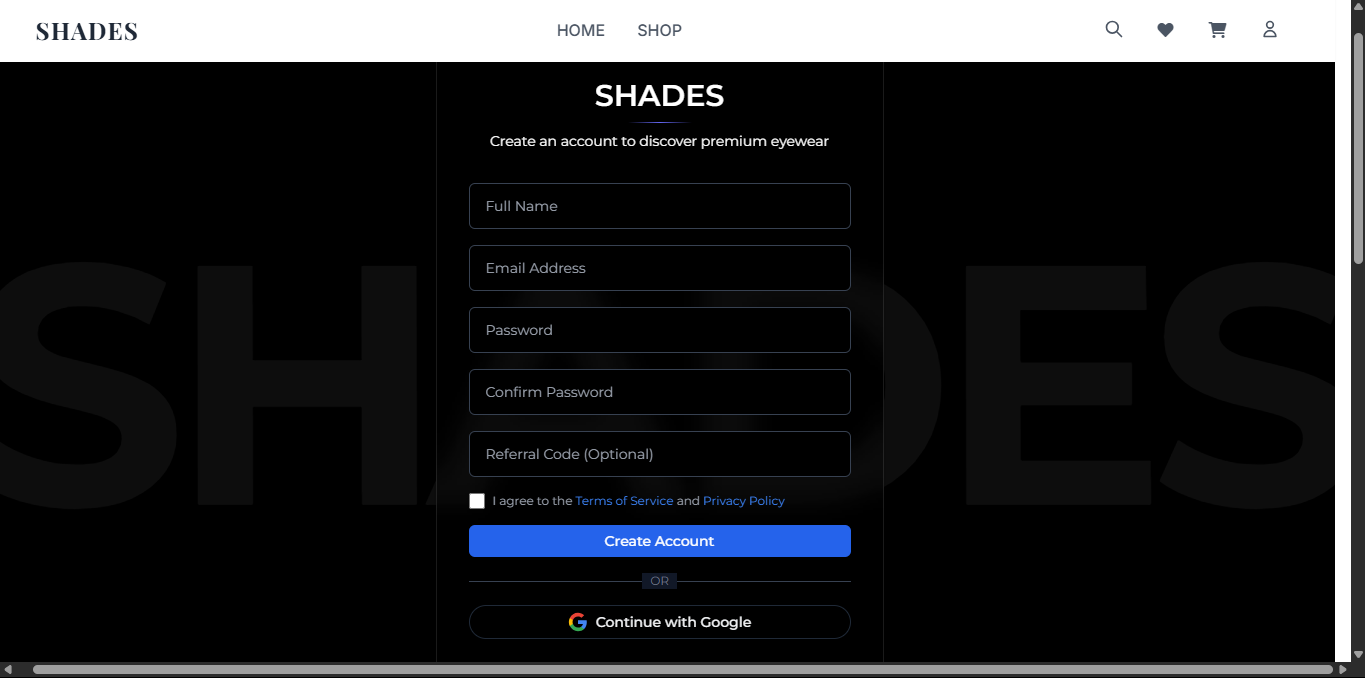 SHADES
HOME SHOP
SHADES
Create an account to discover premium eyewear
Full Name
Email Address
Password
Confirm Password
Referral Code (Optional)
I agree to the Terms of Service and Privacy Policy
Create Account
OR
Continue with Google
SHADES